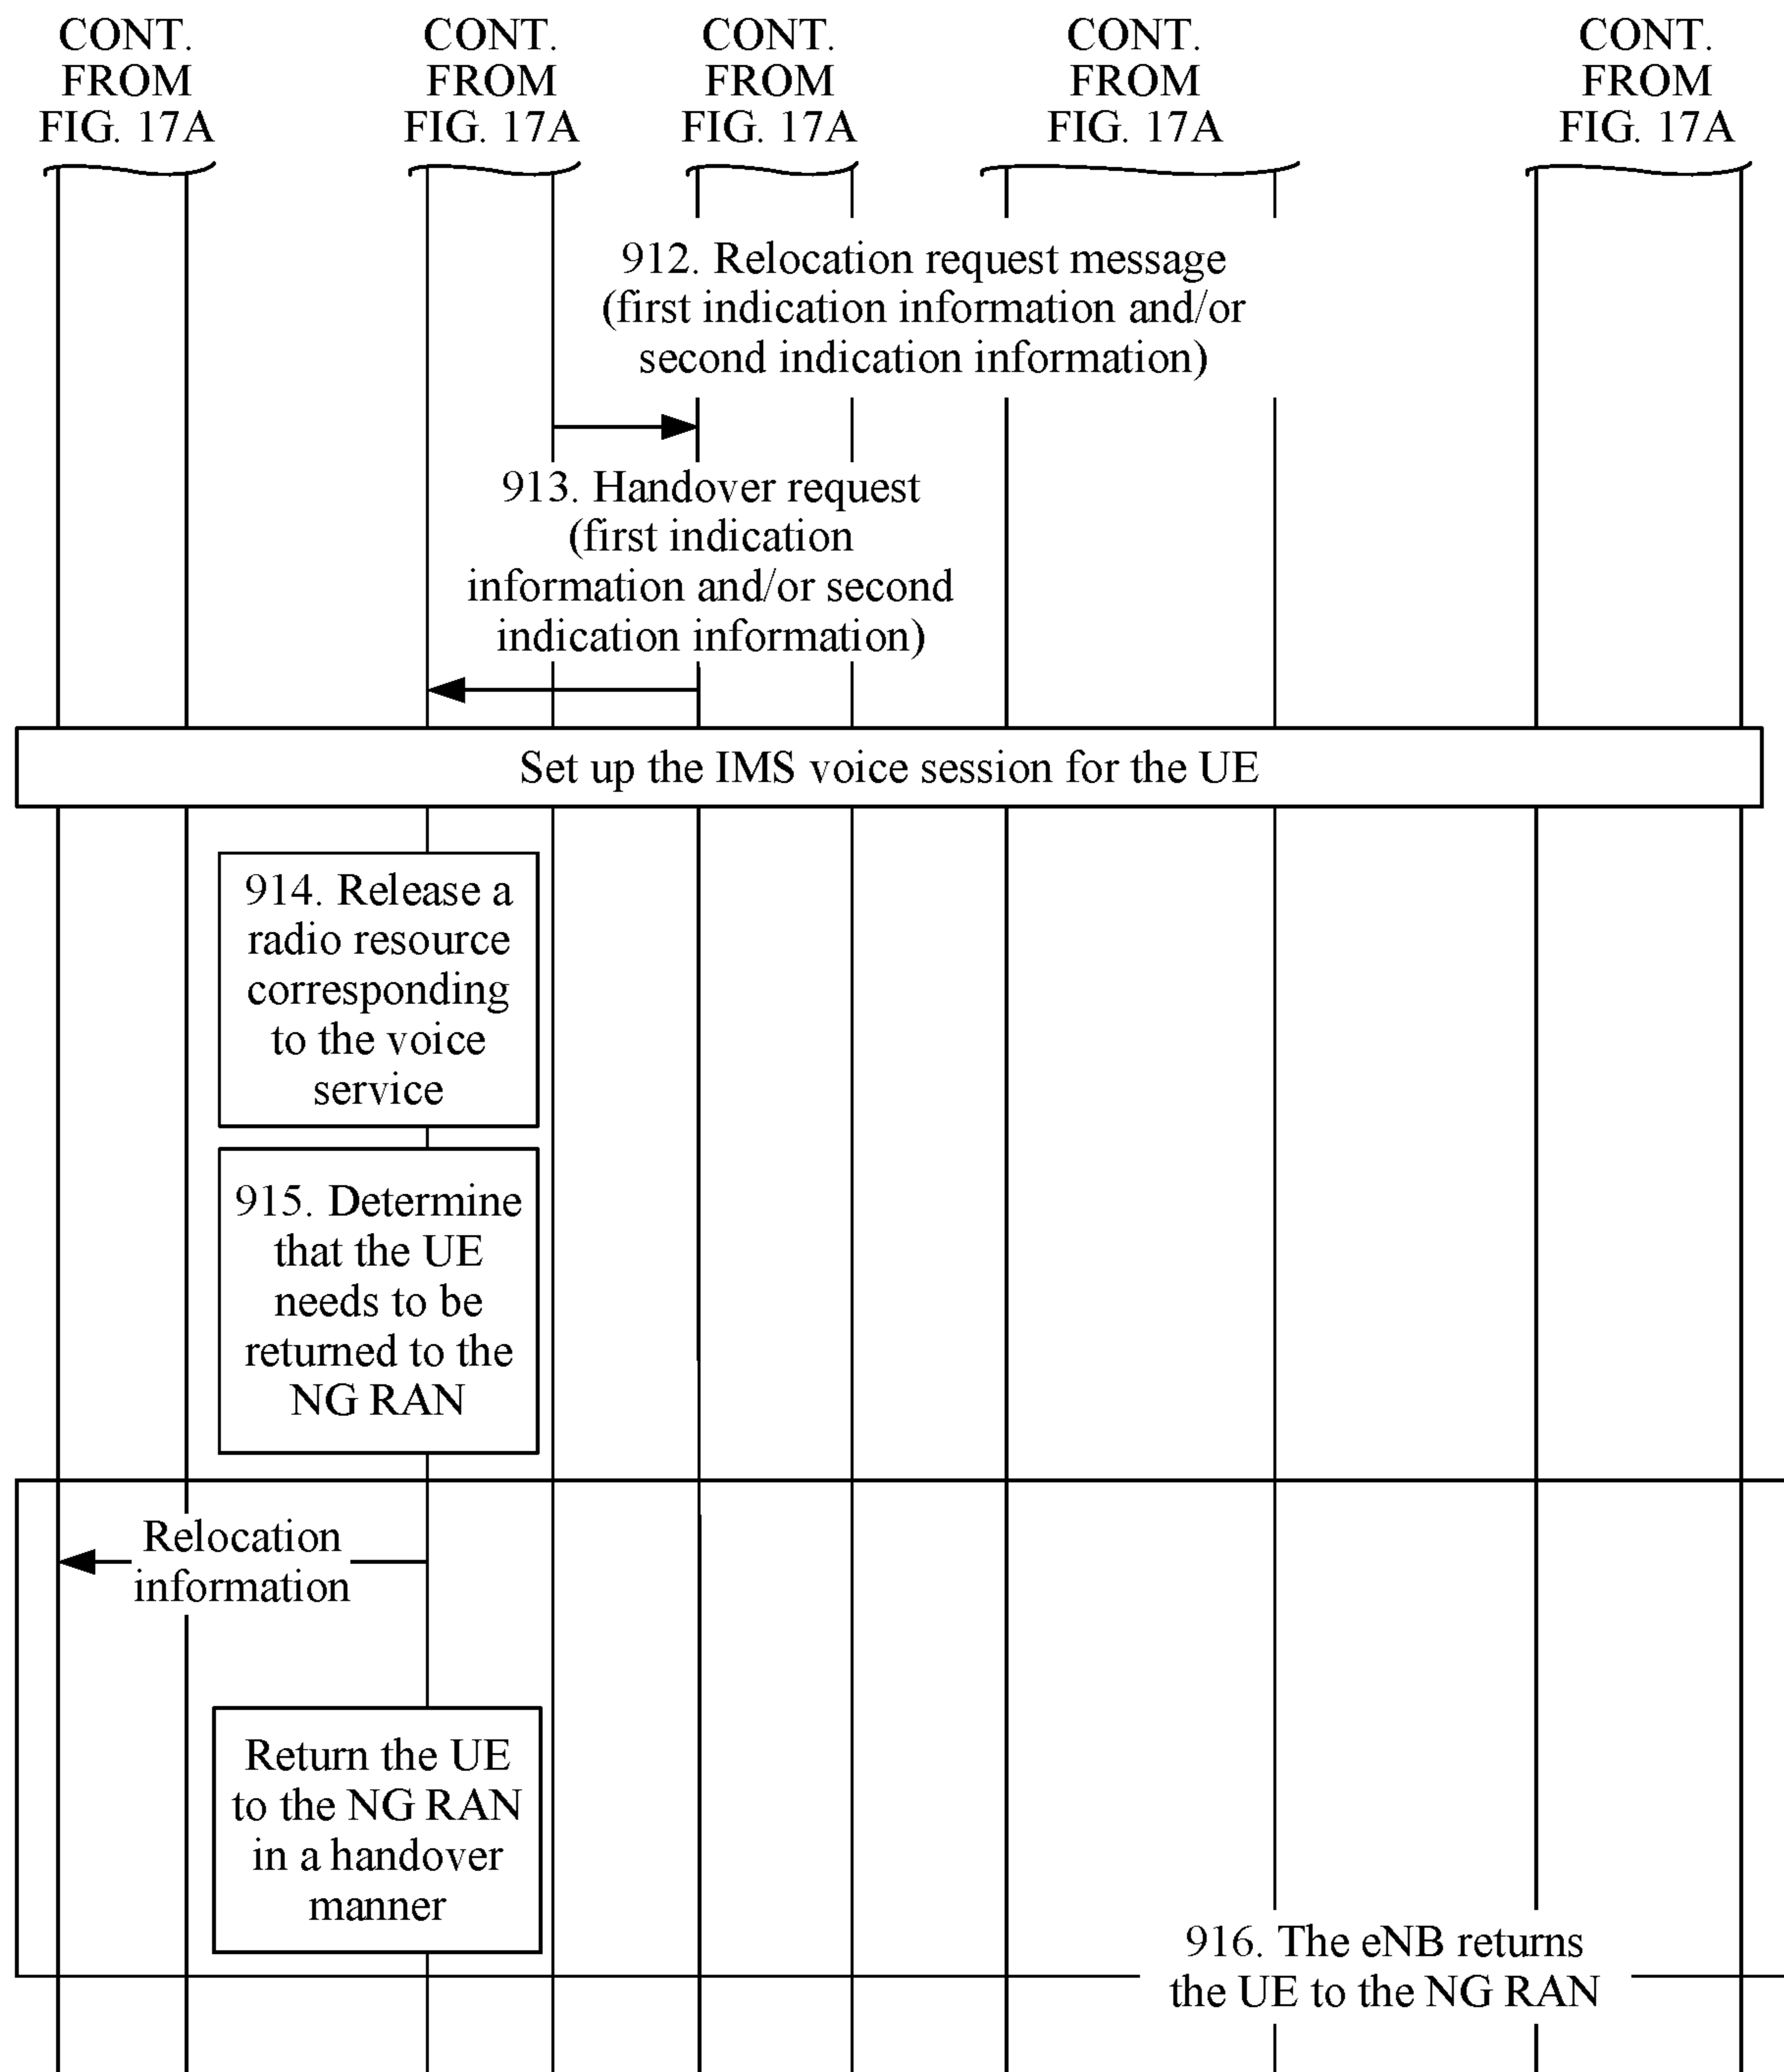 CONT.
FROM
FIG. 17A
CONT.
FROM
FIG. 17A
CONT.
FROM
FIG. 17A
CONT.
FROM
FIG. 17A
CONT.
FROM
FIG. 17A
912. Relocation request message
(first indication information and/or
second indication information)
913. Handover request
(first indication
information and/or second
indication information)
Set up the IMS voice session for the UE
914. Release a
radio resource
corresponding
to the voice
service
915. Determine
that the UE
needs to be
returned to the
NG RAN
Relocation
information
Return the UE
to the NG RAN
in a handover
manner
916. The eNB returns
the UE to the NG RAN